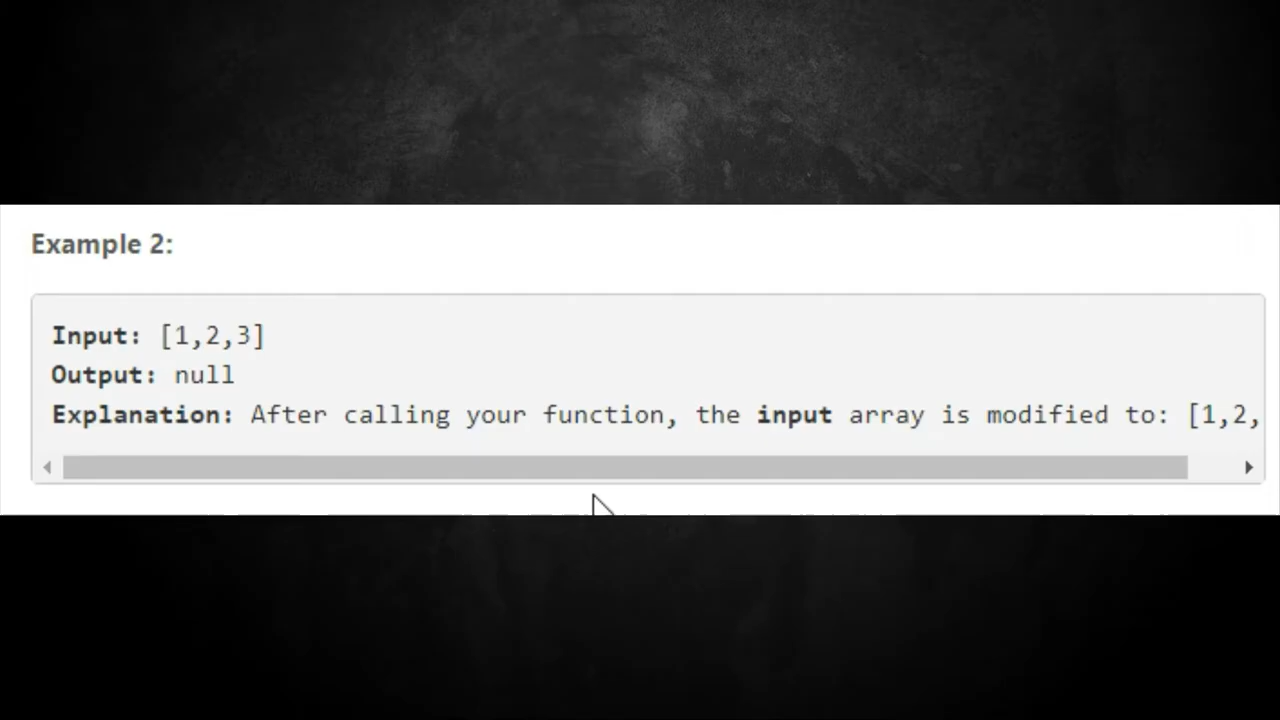 Example 2:
Input: [1,2,3]
Output: null
Explanation: After calling your function, the input array is modified to: [1,2,